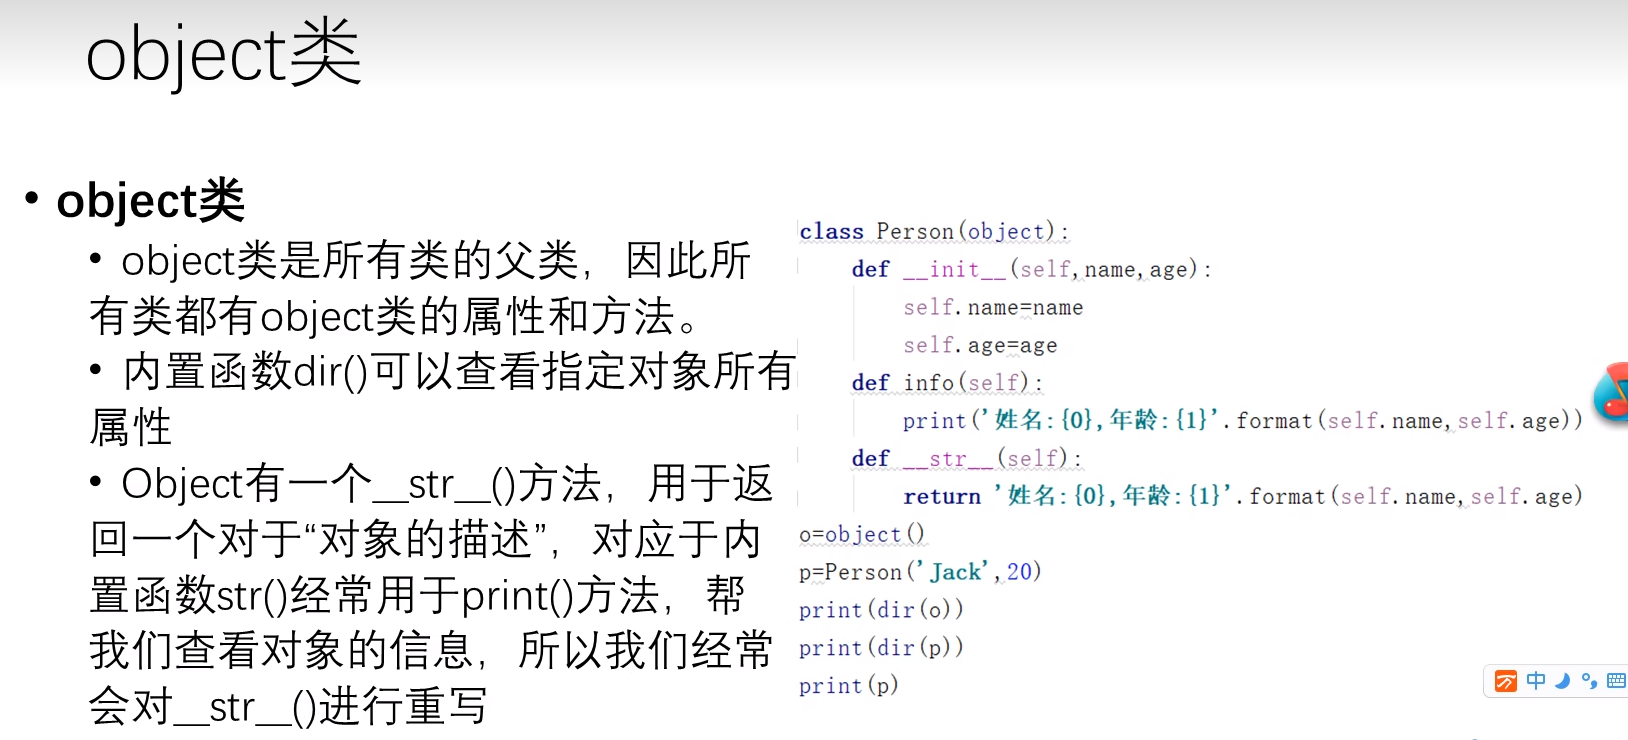 object类
• object类
• object类是所有类的父类，因此所
有类都有object类的属性和方法。
• 内置函数dir()可以查看指定对象所有
属性
• Object有一个__str__()方法，用于返
回一个对于“对象的描述”，对应于内
置函数str()经常用于print()方法，帮
我们查看对象的信息，所以我们经常
会对__str__()进行重写
class Person(object):
    def __init__(self,name,age):
        self.name=name
        self.age=age
    def info(self):
        print('姓名:{0},年龄:{1}'.format(self.name,self.age))
    def __str__(self):
        return '姓名:{0},年龄:{1}'.format(self.name,self.age)
o=object()
p=Person('Jack',20)
print(dir(o))
print(dir(p))
print(p)
中